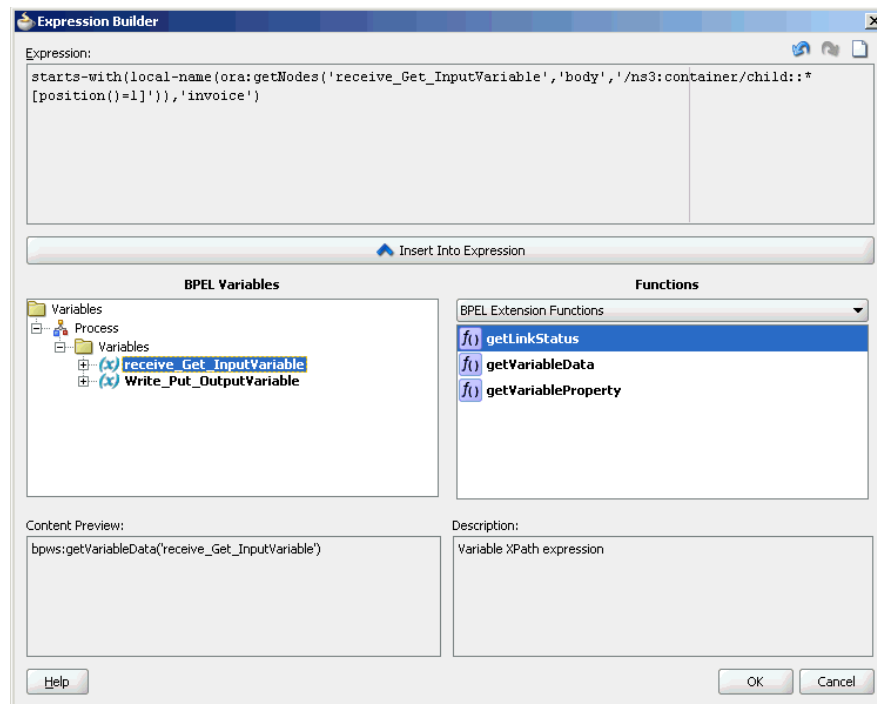 Expression Builder
Expression:
starts-with(local-name(ora:getNodes('receive_Get_InputVariable','body','/ns3:container/child::*
[position()=1]')),'invoice')
Insert Into Expression
BPEL Variables
Functions
Variables
Process
Variables
(x) receive_Get_InputVariable
(x) Write_Put_OutputVariable
BPEL Extension Functions
f() getLinkStatus
f() getVariableData
f() getVariableProperty
Content Preview:
bpws:getVariableData('receive_Get_InputVariable')
Description:
Variable XPath expression
Help
OK
Cancel